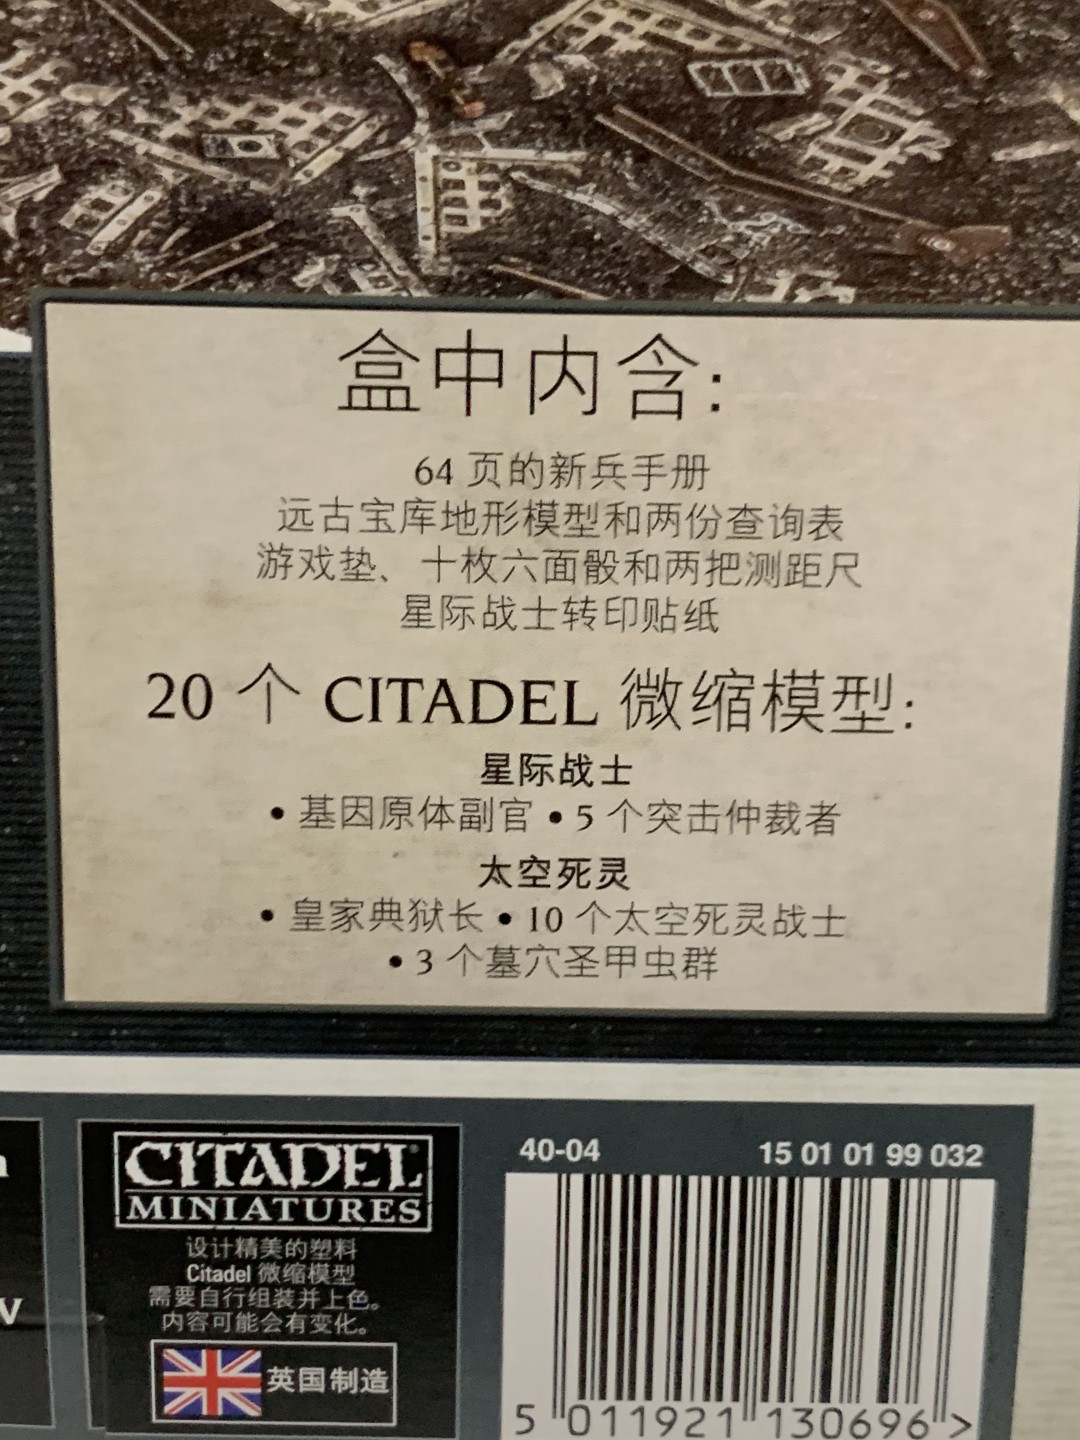 盒中内含:
64 页的新兵手册
远古宝库地形模型和两份查询表
游戏垫、十枚六面骰和两把测距尺
星际战士转印贴纸
20 个 CITADEL 微缩模型:
星际战士
• 基因原体副官 • 5 个突击仲裁者
太空死灵
• 皇家典狱长 • 10 个太空死灵战士
• 3 个墓穴圣甲虫群
CITADEL
MINIATURES
设计精美的塑料
Citadel 微缩模型
需要自行组装并上色。
内容可能会有变化。
英国制造
40-04
15 01 01 99 032
5 011921 130696 >